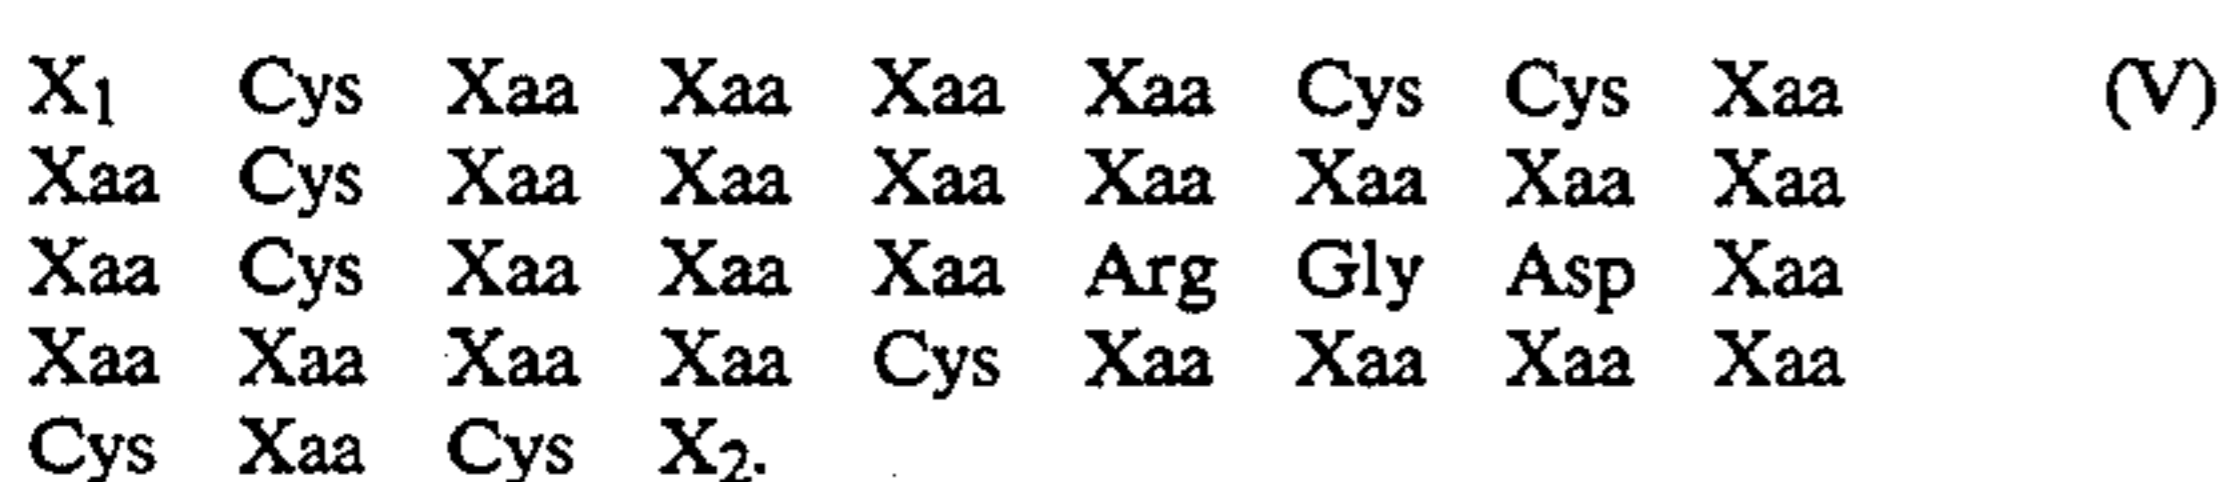 X₁ Cys Xaa Xaa Xaa Xaa Cys Cys Xaa (V)
Xaa Cys Xaa Xaa Xaa Xaa Xaa Xaa Xaa
Xaa Cys Xaa Xaa Xaa Arg Gly Asp Xaa
Xaa Xaa Xaa Xaa Cys Xaa Xaa Xaa Xaa
Cys Xaa Cys X₂.